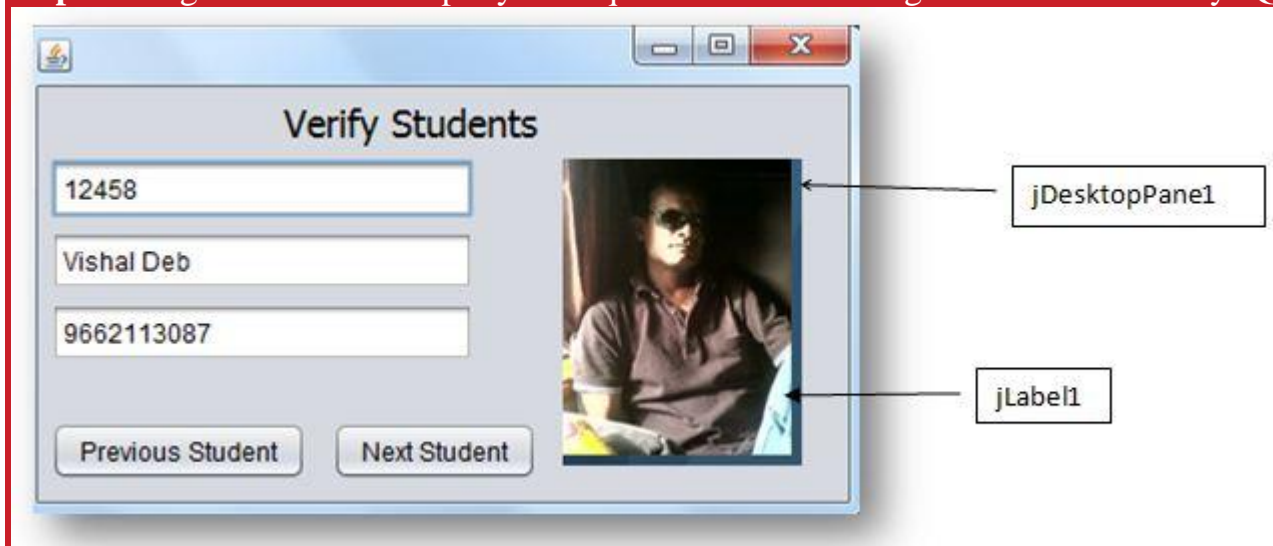 Verify Students
12458
jDesktopPane1
Vishal Deb
9662113087
jLabel1
Previous Student
Next Student